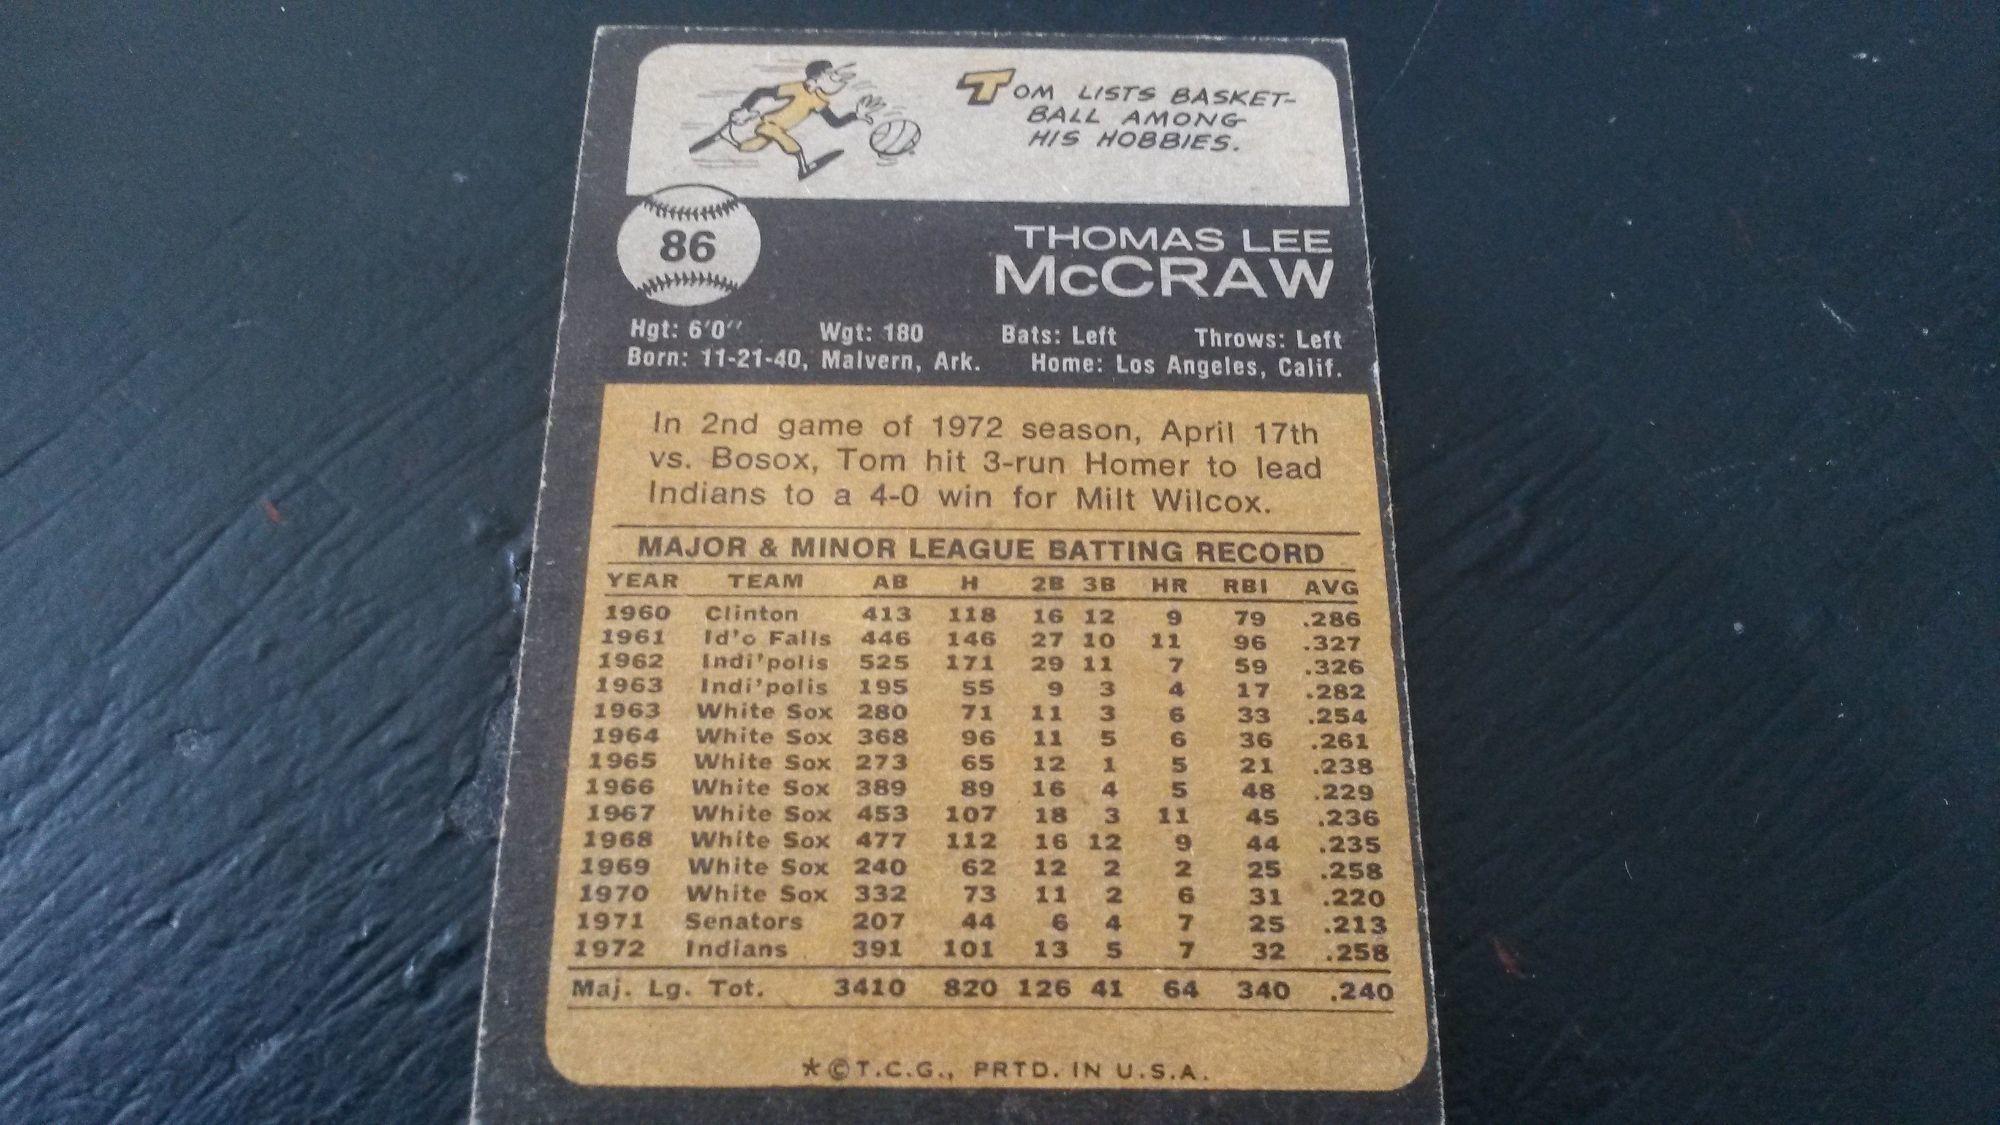 TOM LISTS BASKET-
BALL AMONG
HIS HOBBIES.
86
THOMAS LEE
McCRAW
Hgt: 6'0" Wgt: 180 Bats: Left Throws: Left
Born: 11-21-40, Malvern, Ark. Home: Los Angeles, Calif.
In 2nd game of 1972 season, April 17th
vs. Bosox, Tom hit 3-run Homer to lead
Indians to a 4-0 win for Milt Wilcox.
MAJOR & MINOR LEAGUE BATTING RECORD
YEAR TEAM AB H 2B 3B HR RBI AVG
1960 Clinton 413 118 16 12 9 79 .286
1961 Id'o Falls 446 146 27 10 11 96 .327
1962 Indi'polis 525 171 29 11 7 59 .326
1963 Indi'polis 195 55 9 3 4 17 .282
1963 White Sox 280 71 11 3 6 33 .254
1964 White Sox 368 96 11 5 6 36 .261
1965 White Sox 273 65 12 1 5 21 .238
1966 White Sox 389 89 16 4 5 48 .229
1967 White Sox 453 107 18 3 11 45 .236
1968 White Sox 477 112 16 12 9 44 .235
1969 White Sox 240 62 12 2 2 25 .258
1970 White Sox 332 73 11 2 6 31 .220
1971 Senators 207 44 6 4 7 25 .213
1972 Indians 391 101 13 5 7 32 .258
Maj. Lg. Tot. 3410 820 126 41 64 340 .240
*©T.C.G., PRTD. IN U.S.A.